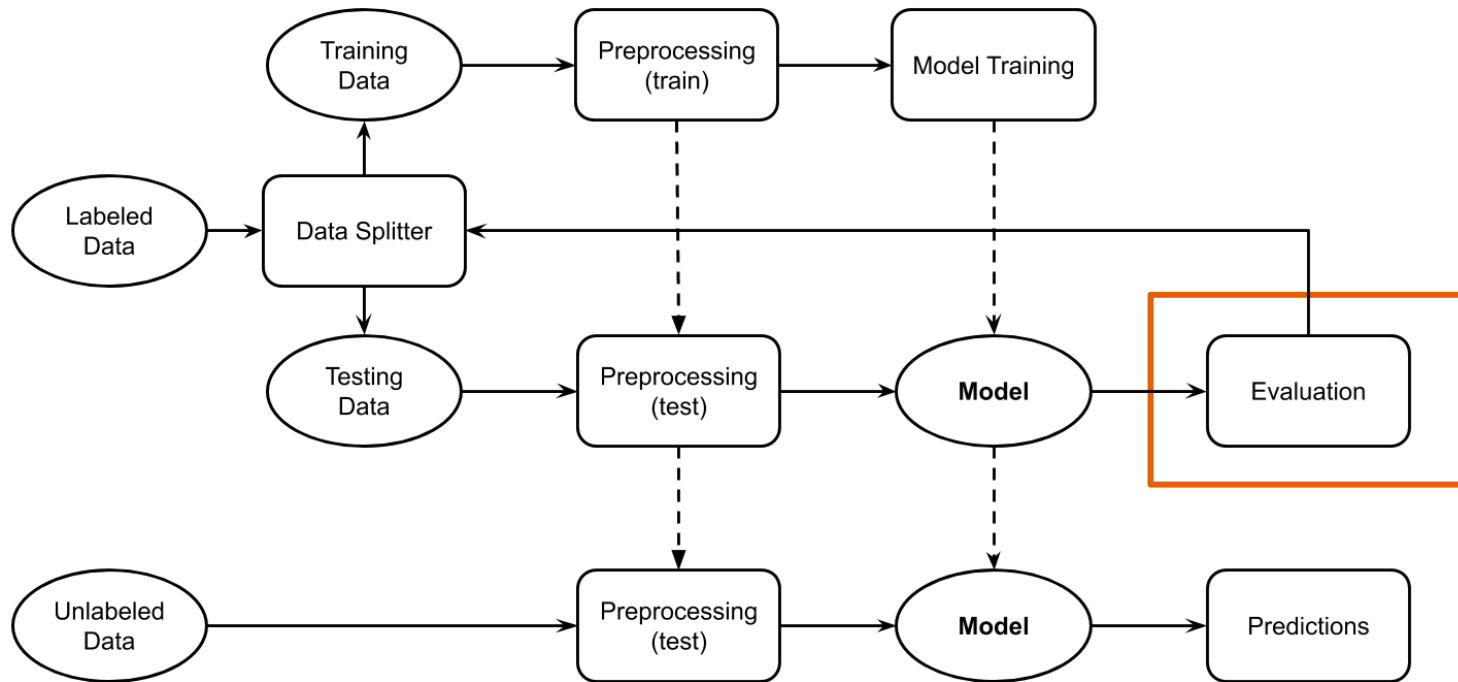 Training
Data
Preprocessing
(train)
Model Training
Labeled
Data
Data Splitter
Testing
Data
Preprocessing
(test)
Model
Evaluation
Unlabeled
Data
Preprocessing
(test)
Model
Predictions